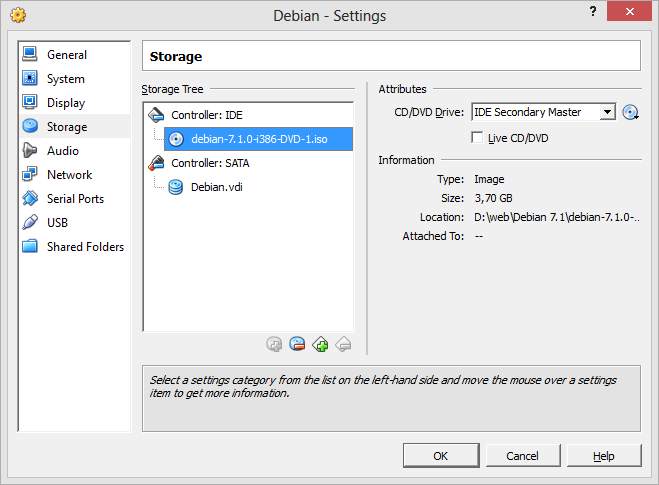 Debian - Settings
?
General
System
Display
Storage
Audio
Network
Serial Ports
USB
Shared Folders
Storage
Storage Tree
Controller: IDE
debian-7.1.0-i386-DVD-1.iso
Controller: SATA
Debian.vdi
Attributes
CD/DVD Drive: IDE Secondary Master
Live CD/DVD
Information
Type: Image
Size: 3,70 GB
Location: D:\web\Debian 7.1\debian-7.1.0-...
Attached To: --
Select a settings category from the list on the left-hand side and move the mouse over a settings
item to get more information.
OK Cancel Help